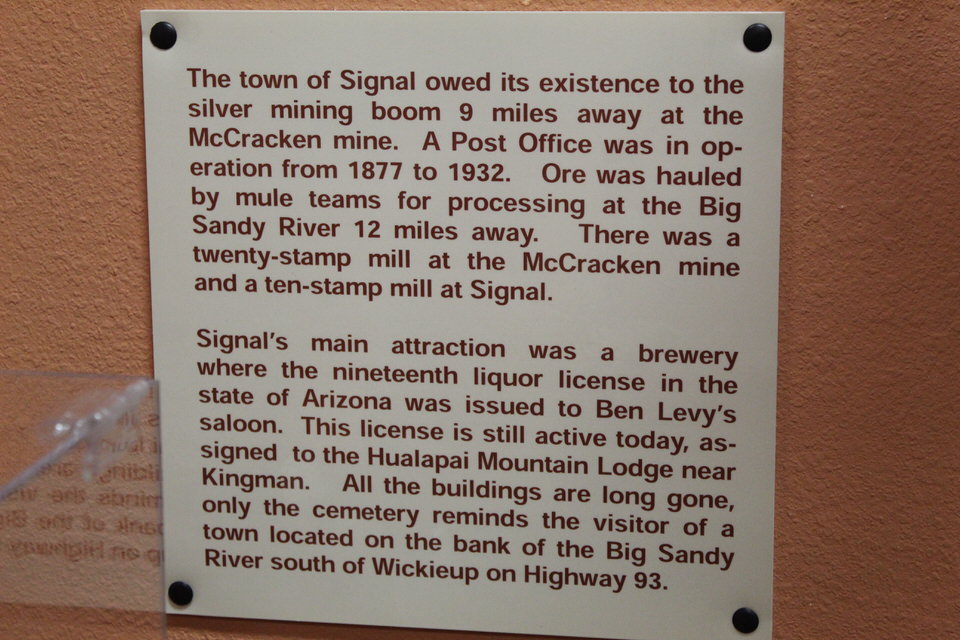 The town of Signal owed its existence to the
silver mining boom 9 miles away at the
McCracken mine. A Post Office was in op-
eration from 1877 to 1932. Ore was hauled
by mule teams for processing at the Big
Sandy River 12 miles away. There was a
twenty-stamp mill at the McCracken mine
and a ten-stamp mill at Signal.
Signal's main attraction was a brewery
where the nineteenth liquor license in the
state of Arizona was issued to Ben Levy's
saloon. This license is still active today, as-
signed to the Hualapai Mountain Lodge near
Kingman. All the buildings are long gone,
only the cemetery reminds the visitor of a
town located on the bank of the Big Sandy
River south of Wickieup on Highway 93.